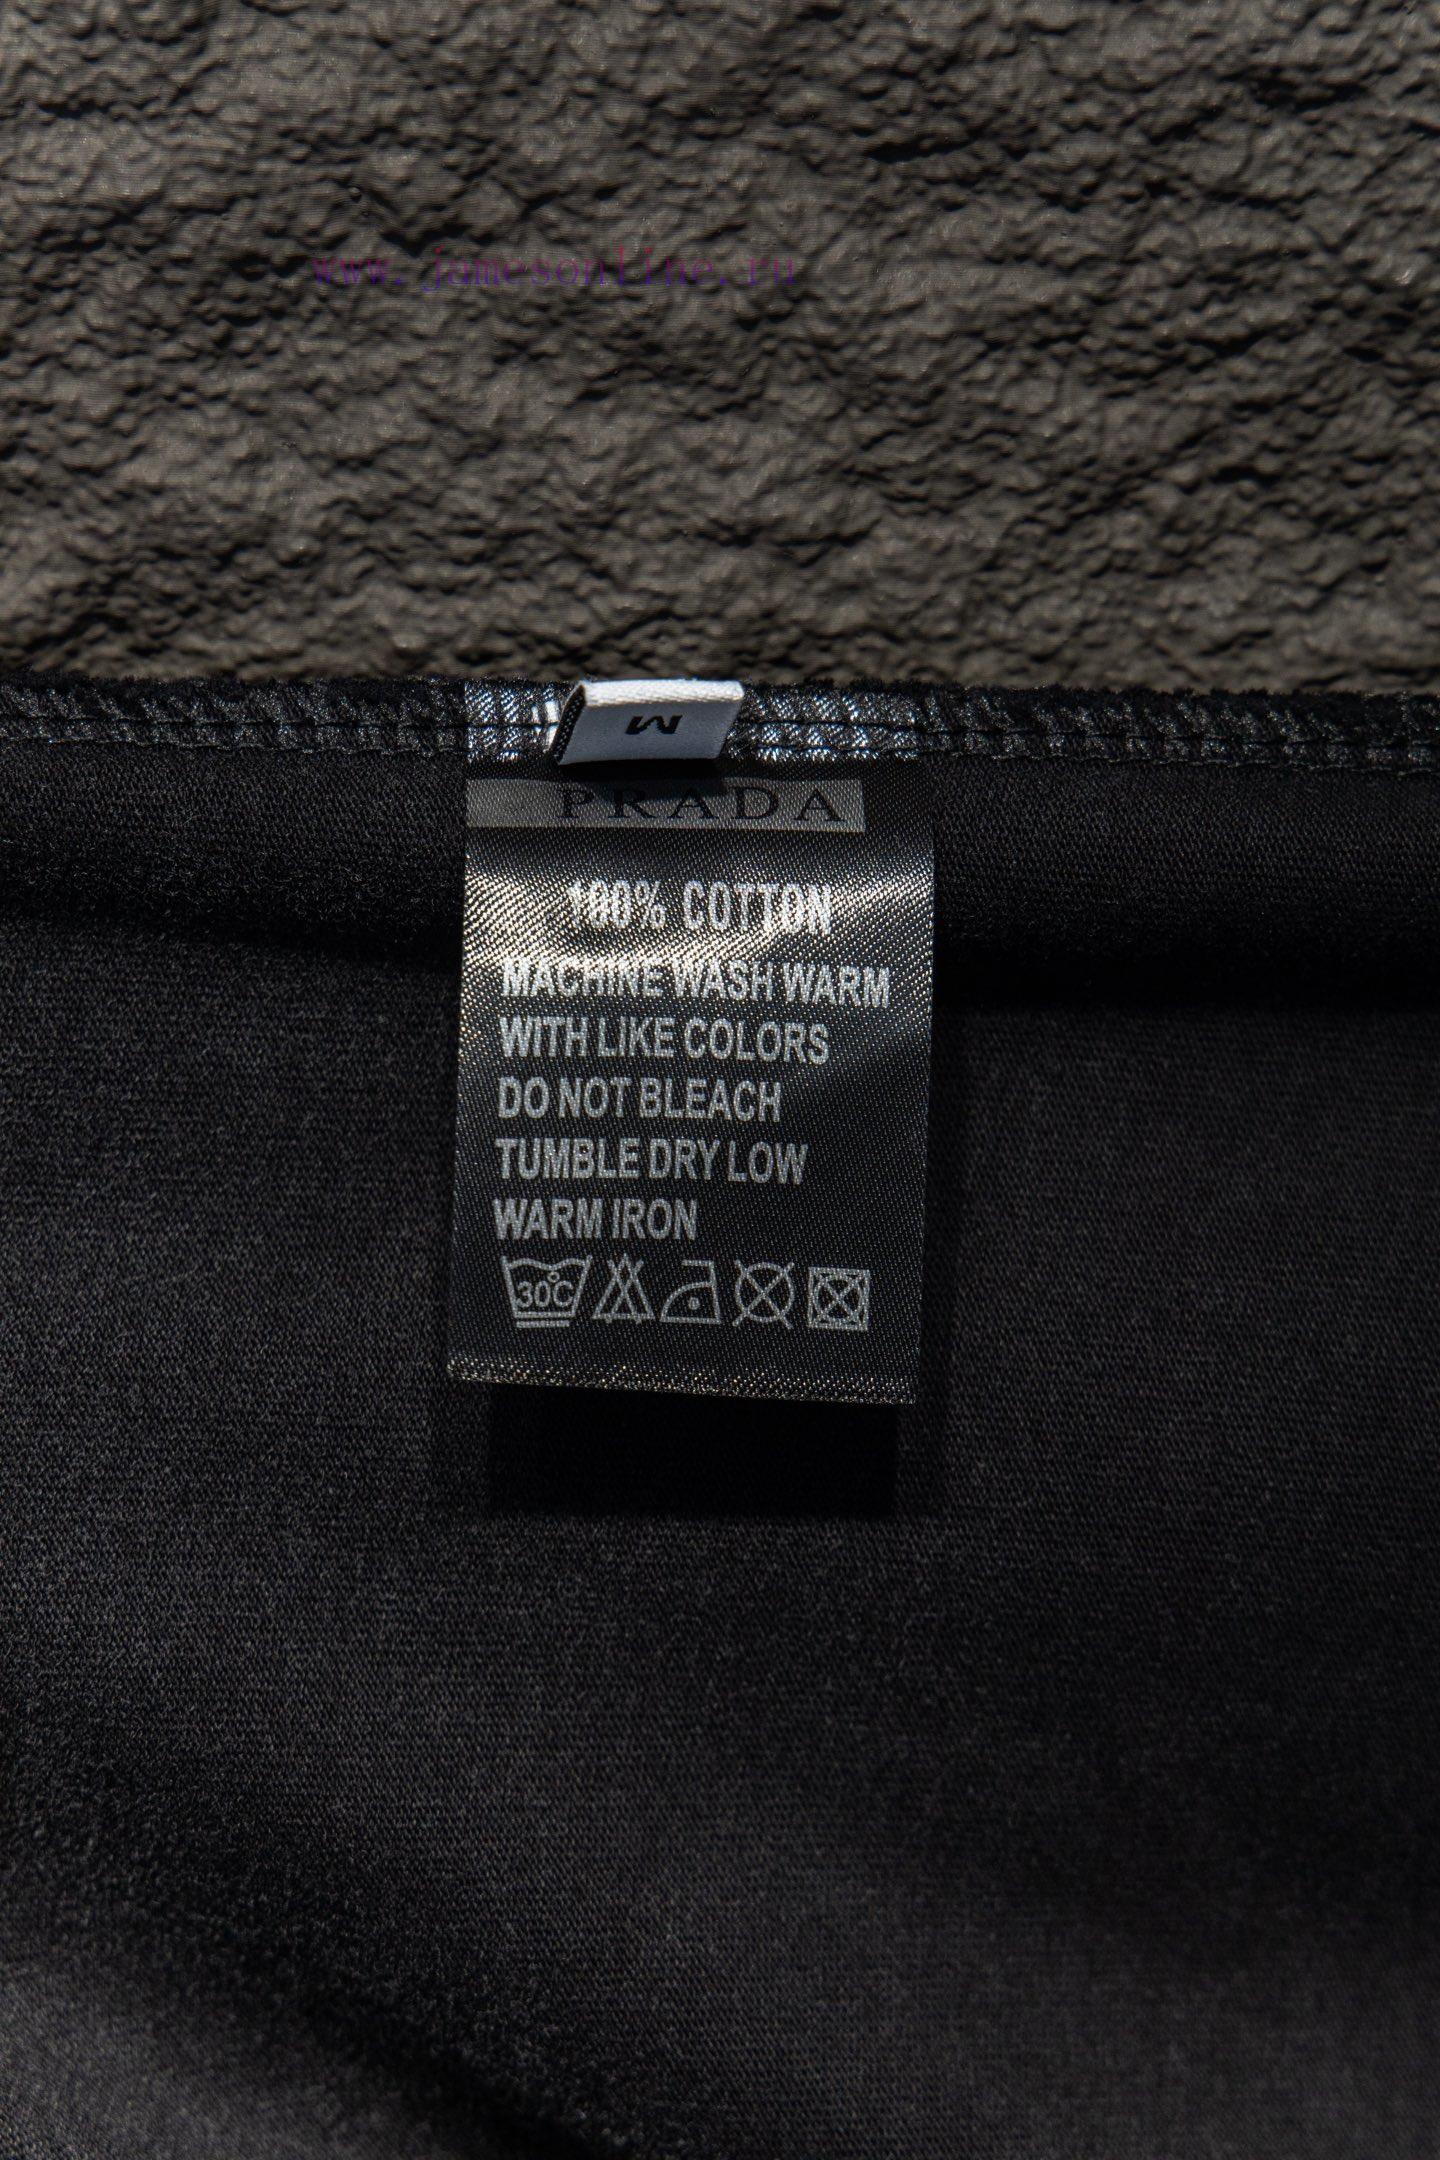 www.jamesonline.ru
M
PRADA
100% COTTON
MACHINE WASH WARM
WITH LIKE COLORS
DO NOT BLEACH
TUMBLE DRY LOW
WARM IRON
30C